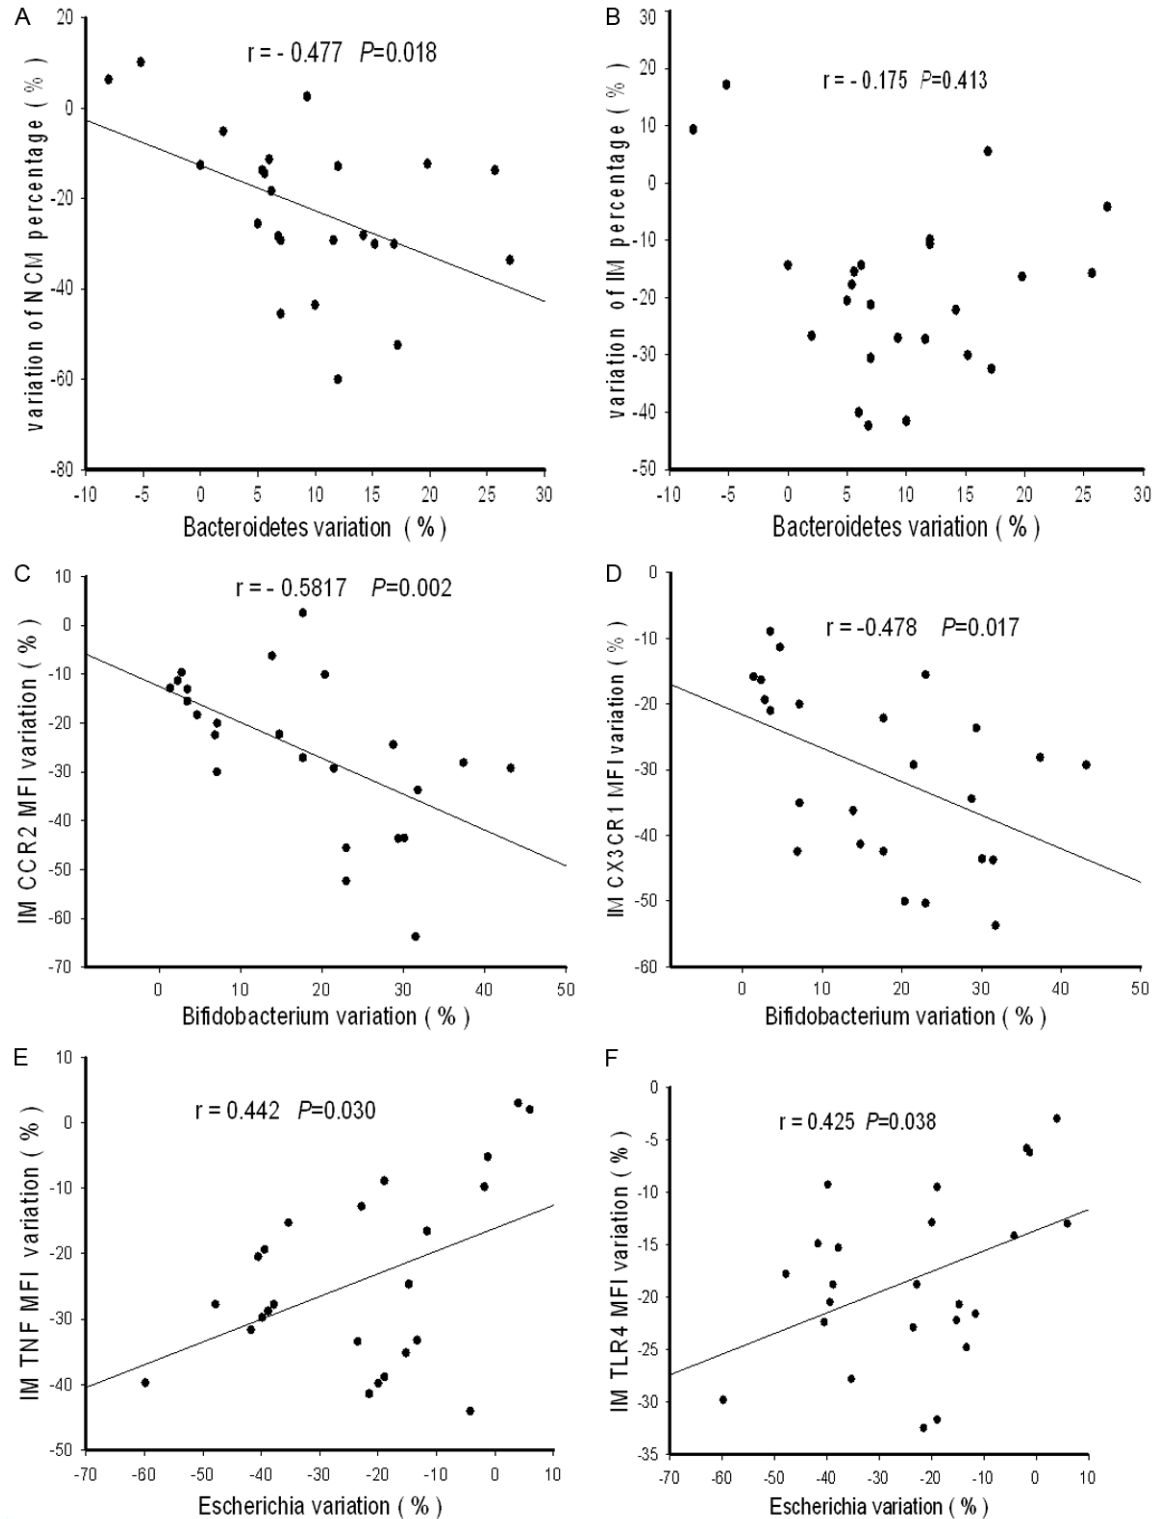 A
r = - 0.477 P=0.018
variation of NCM percentage ( % )
20
0
-20
-40
-60
-80
-10 -5 0 5 10 15 20 25 30
Bacteroidetes variation ( % )
B
r = - 0.175 P=0.413
variation of IM percentage ( % )
30
20
10
0
-10
-20
-30
-40
-50
-10 -5 0 5 10 15 20 25 30
Bacteroidetes variation ( % )
C
r = - 0.5817 P=0.002
IM CCR2 MFI variation ( % )
10
0
-10
-20
-30
-40
-50
-60
-70
0 10 20 30 40 50
Bifidobacterium variation ( % )
D
r = -0.478 P=0.017
IM CX3CR1 MFI variation ( % )
0
-10
-20
-30
-40
-50
-60
0 10 20 30 40 50
Bifidobacterium variation ( % )
E
r = 0.442 P=0.030
IM TNF MFI variation ( % )
10
0
-10
-20
-30
-40
-50
-70 -60 -50 -40 -30 -20 -10 0 10
Escherichia variation ( % )
F
r = 0.425 P=0.038
IM TLR4 MFI variation ( % )
0
-5
-10
-15
-20
-25
-30
-35
-70 -60 -50 -40 -30 -20 -10 0 10
Escherichia variation ( % )